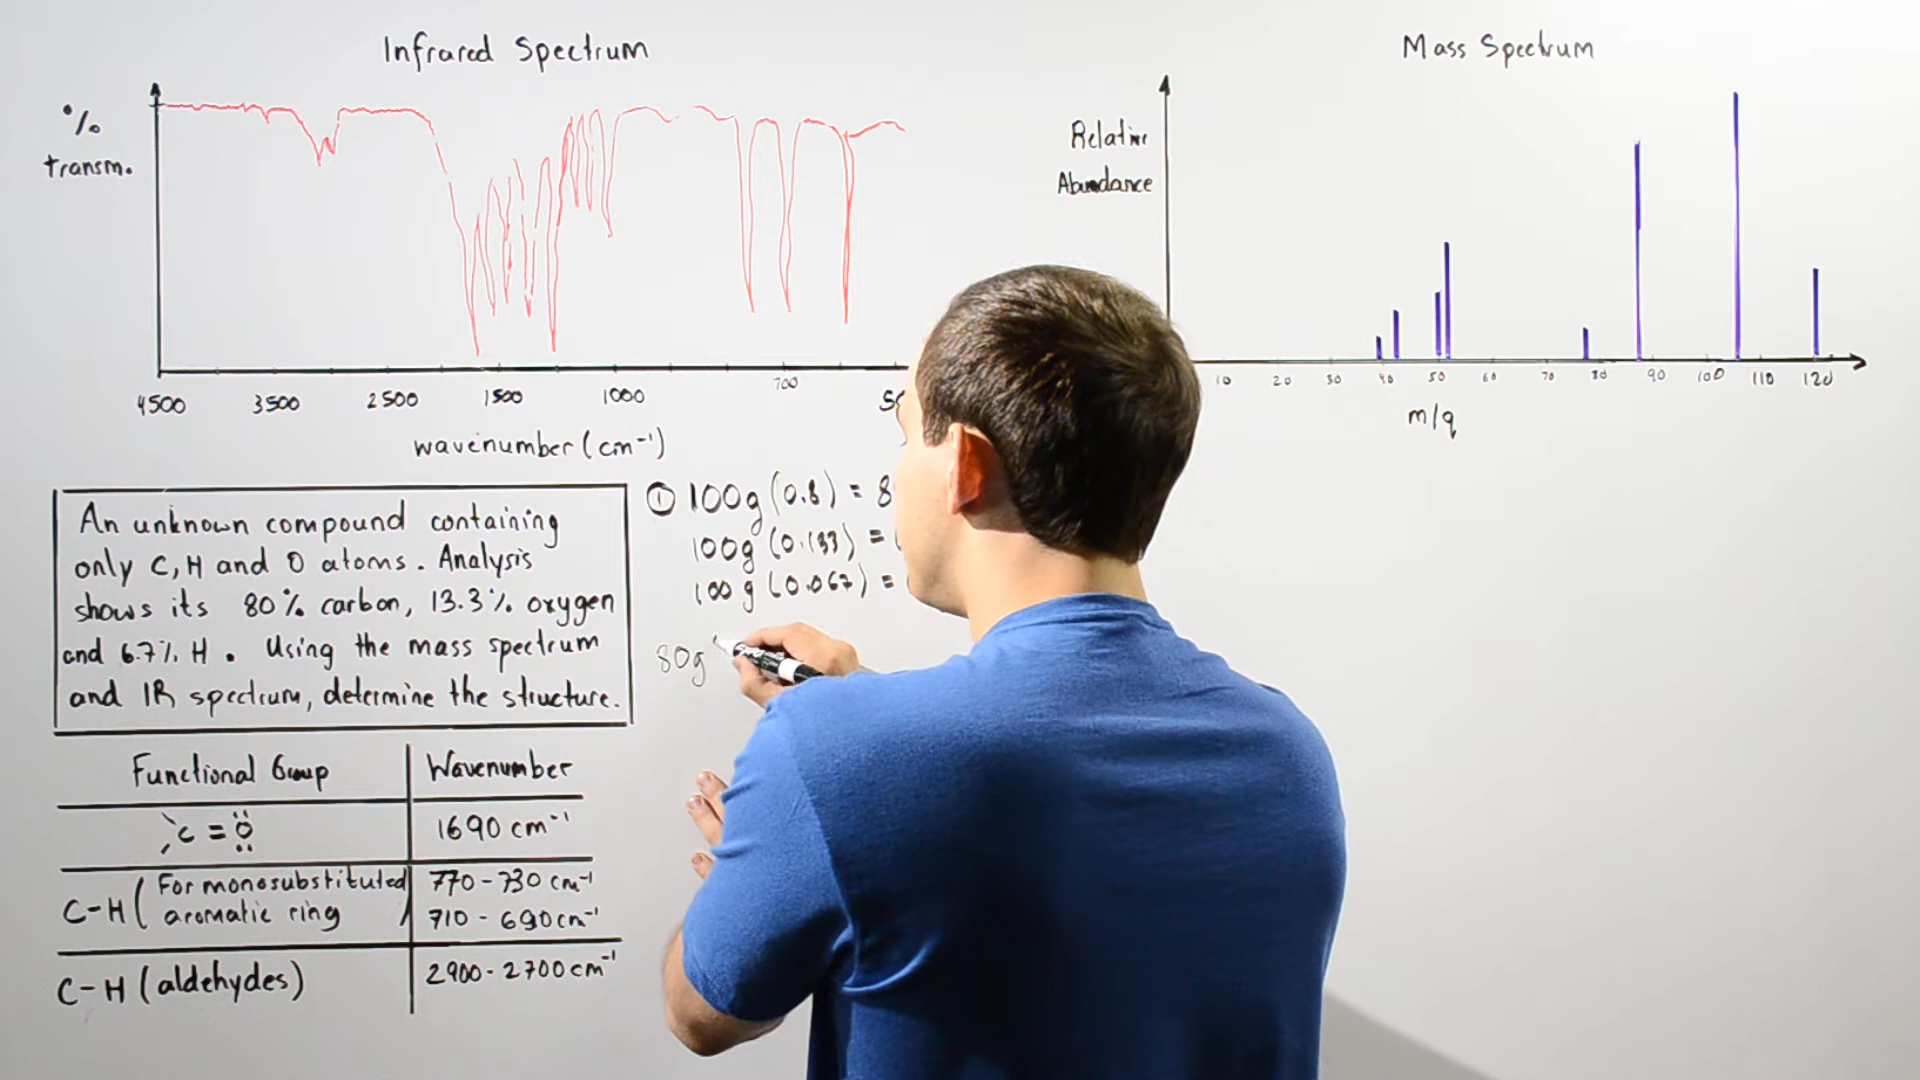 Infrared Spectrum
%
transm.
4500 3500 2500 1500 1000 700
wavenumber (cm⁻¹)
Mass Spectrum
Relative
Abundance
10 20 30 40 50 60 70 80 90 100 110 120
m/q
An unknown compound containing
only C, H and O atoms. Analysis
shows its 80% carbon, 13.3% oxygen
and 6.7% H. Using the mass spectrum
and IR spectrum, determine the structure.
① 100g (0.8) = 8
100g (0.133) =
100g (0.067) =
80g
Functional Group Wavenumber
C=O 1690 cm⁻¹
C-H (For monosubstituted aromatic ring) 770-730 cm⁻¹
710-690 cm⁻¹
C-H (aldehydes) 2900-2700 cm⁻¹